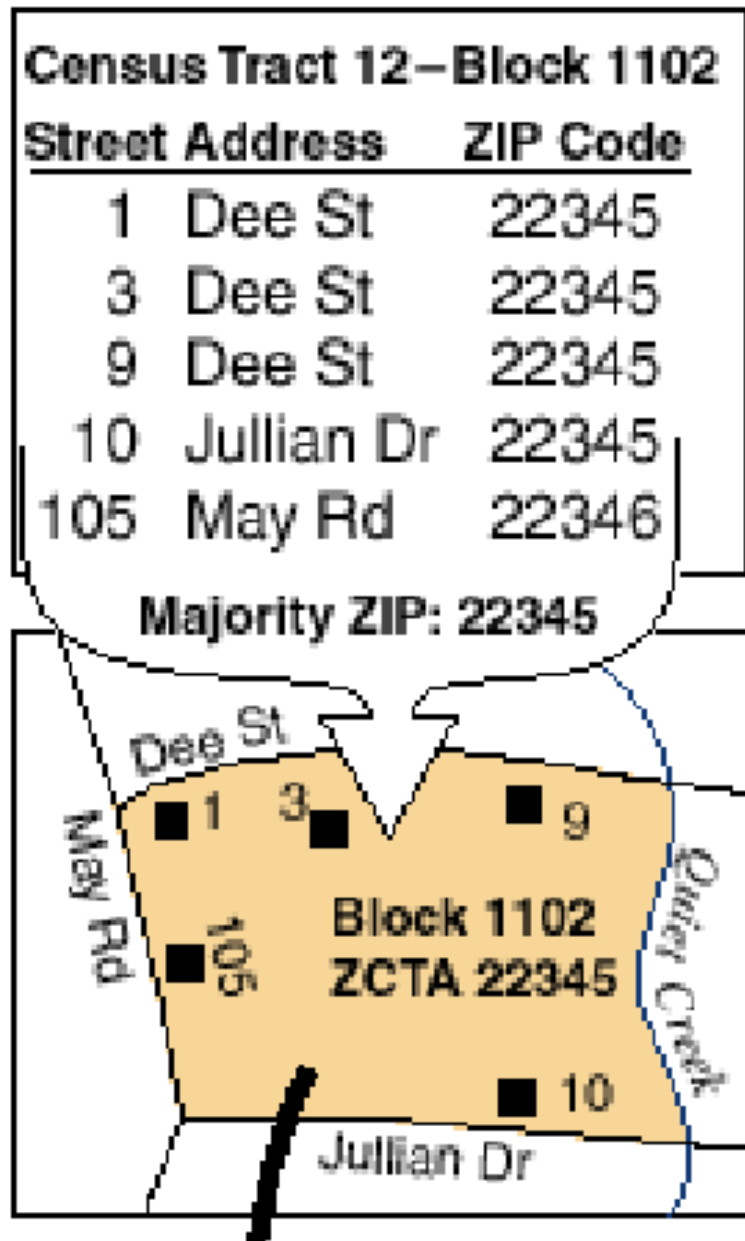 Census Tract 12–Block 1102
Street Address ZIP Code
1 Dee St 22345
3 Dee St 22345
9 Dee St 22345
10 Jullian Dr 22345
105 May Rd 22346
Majority ZIP: 22345
Dee St
1
3
9
May Rd
105
Block 1102
ZCTA 22345
Quiet Creek
10
Jullian Dr